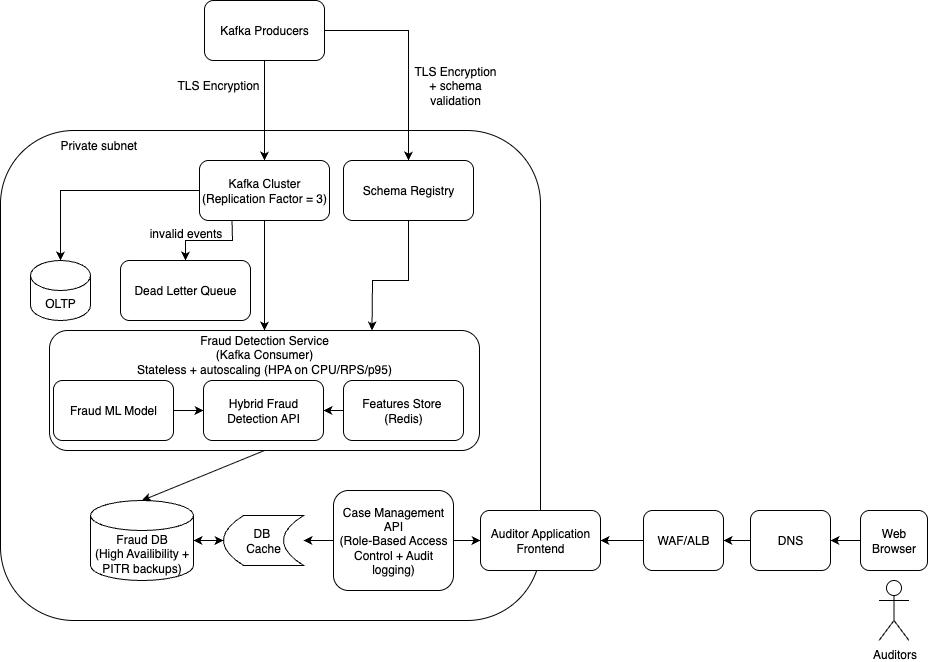 Kafka Producers
TLS Encryption
TLS Encryption
+ schema
validation
Private subnet
Kafka Cluster
(Replication Factor = 3)
Schema Registry
invalid events
OLTP
Dead Letter Queue
Fraud Detection Service
(Kafka Consumer)
Stateless + autoscaling (HPA on CPU/RPS/p95)
Fraud ML Model
Hybrid Fraud
Detection API
Features Store
(Redis)
Fraud DB
(High Availibility +
PITR backups)
DB
Cache
Case Management
API
(Role-Based Access
Control + Audit
logging)
Auditor Application
Frontend
WAF/ALB
DNS
Web
Browser
Auditors